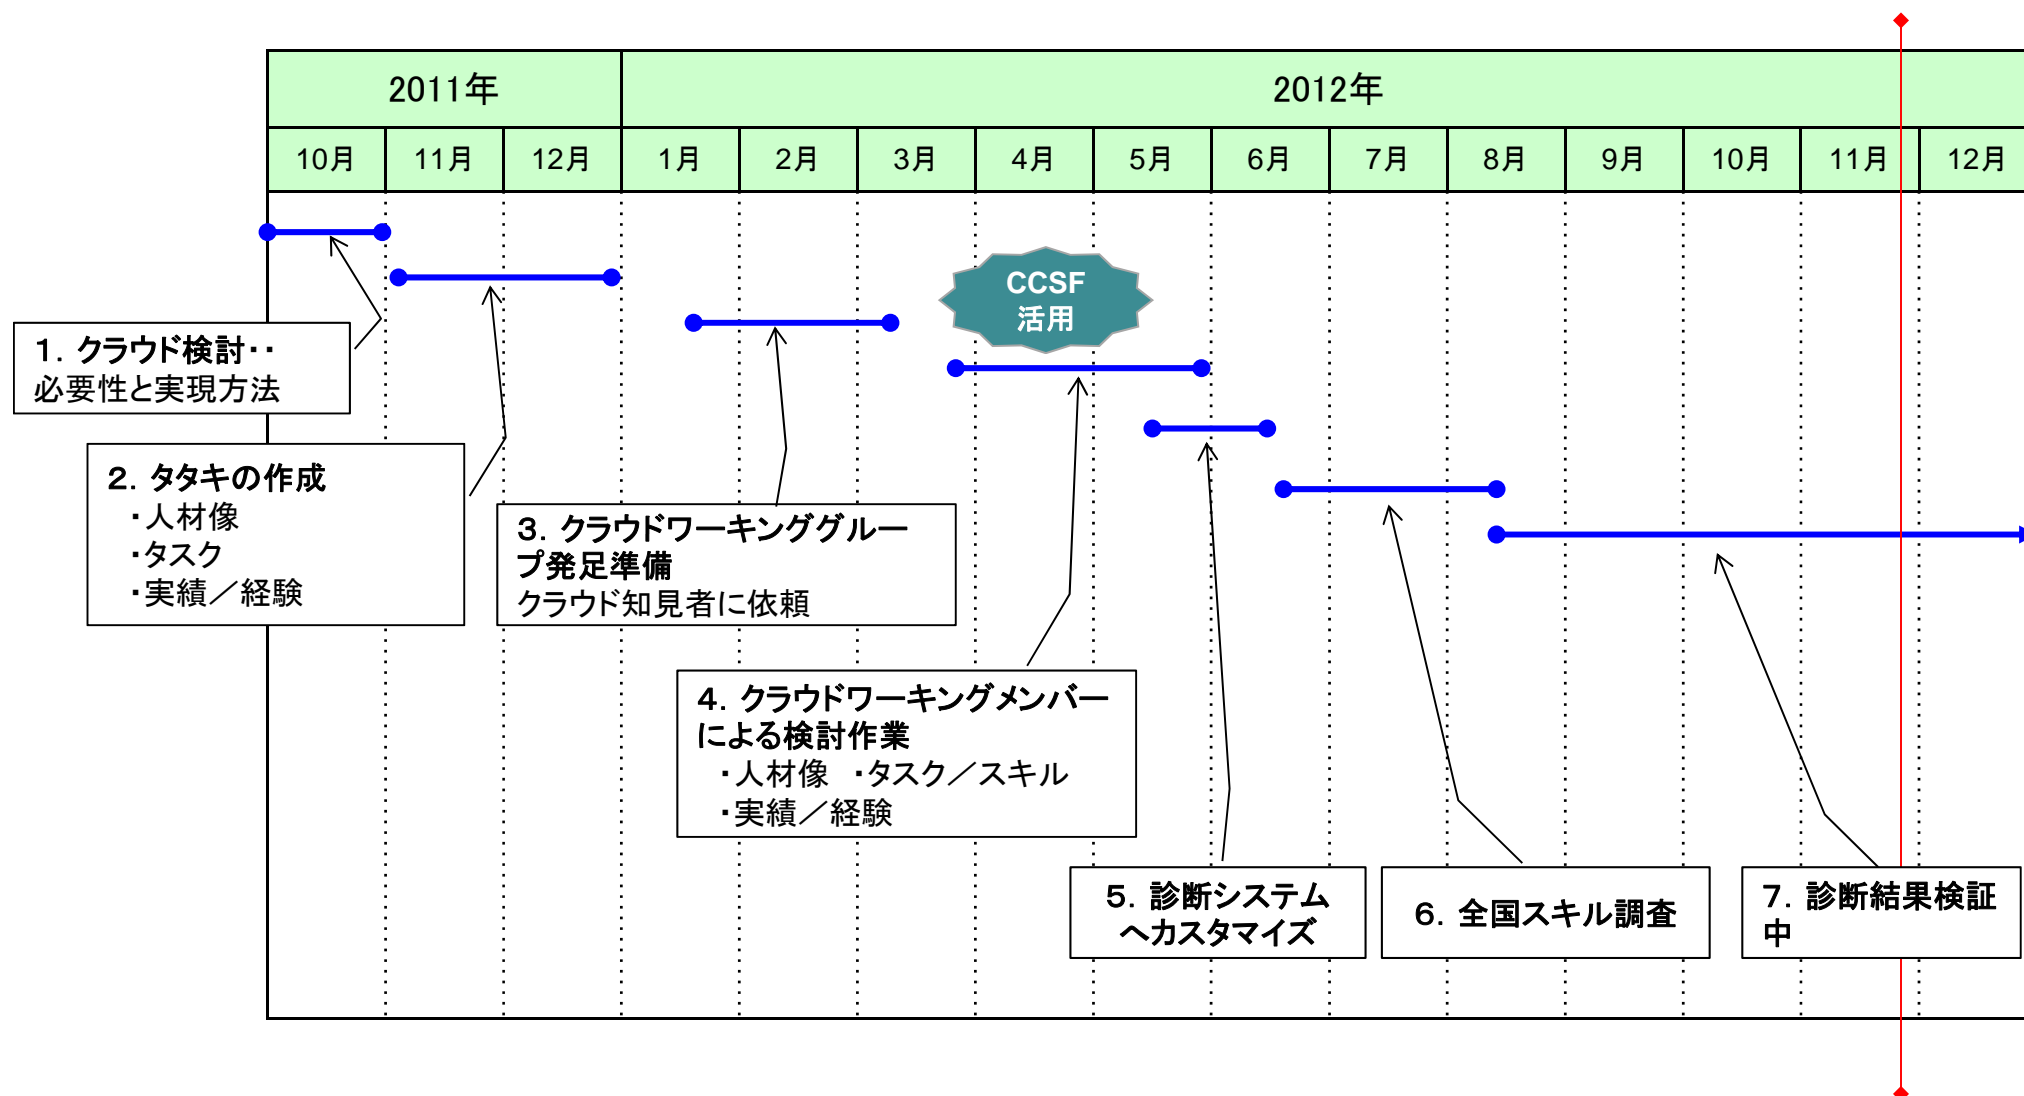 2011年
2012年
10月
11月
12月
1月
2月
3月
4月
5月
6月
7月
8月
9月
10月
11月
12月
CCSF
活用
１．クラウド検討・・
必要性と実現方法
２．タタキの作成
・人材像
・タスク
・実績／経験
３．クラウドワーキンググルー
プ発足準備
クラウド知見者に依頼
４．クラウドワーキングメンバー
による検討作業
・人材像　・タスク／スキル
・実績／経験
５．診断システム
へカスタマイズ
６．全国スキル調査
７．診断結果検証
中